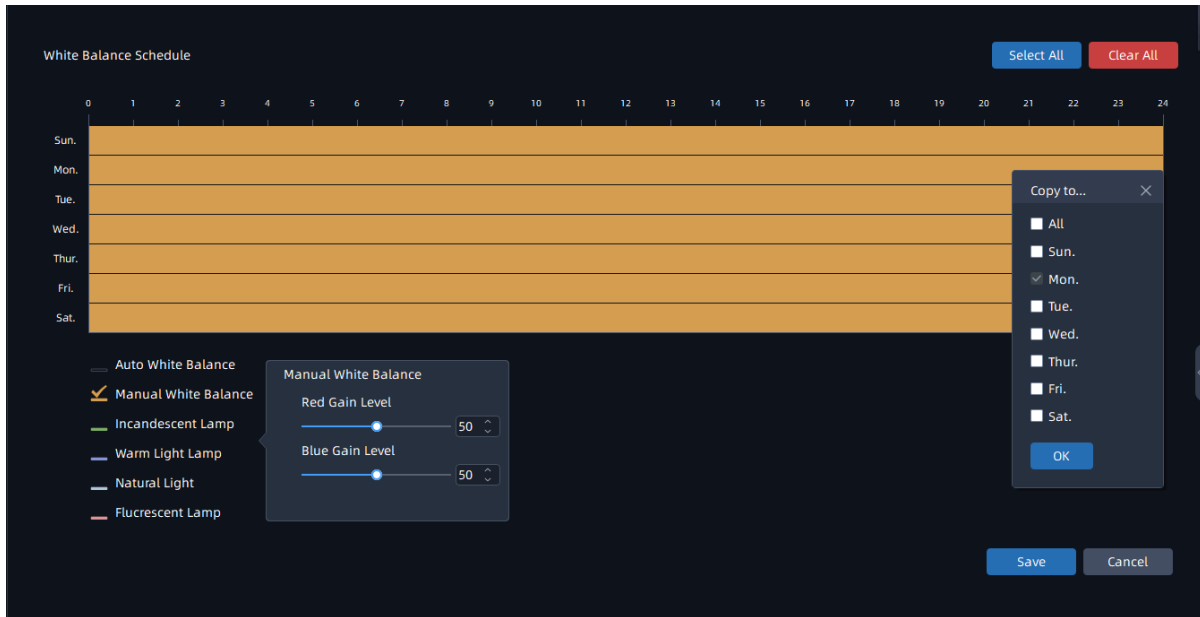 White Balance Schedule
Select All
Clear All
0 1 2 3 4 5 6 7 8 9 10 11 12 13 14 15 16 17 18 19 20 21 22 23 24
Sun.
Mon.
Tue.
Wed.
Thur.
Fri.
Sat.
Copy to...
All
Sun.
Mon.
Tue.
Wed.
Thur.
Fri.
Sat.
OK
Auto White Balance
Manual White Balance
Incandescent Lamp
Warm Light Lamp
Natural Light
Flucrescent Lamp
Manual White Balance
Red Gain Level
50
Blue Gain Level
50
Save
Cancel